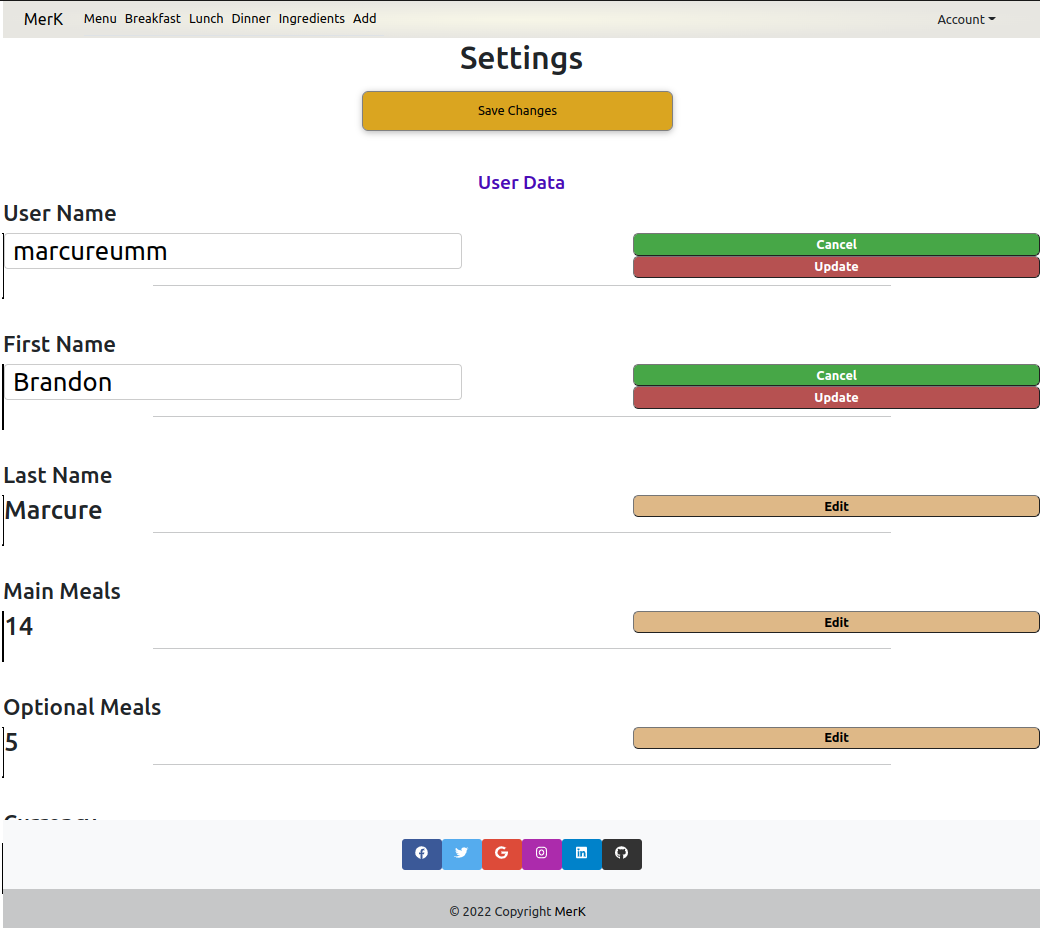 MerK Menu Breakfast Lunch Dinner Ingredients Add Account
Settings
Save Changes
User Data
User Name
marcureumm
Cancel
Update
First Name
Brandon
Cancel
Update
Last Name
Marcure
Edit
Main Meals
14
Edit
Optional Meals
5
Edit
© 2022 Copyright MerK